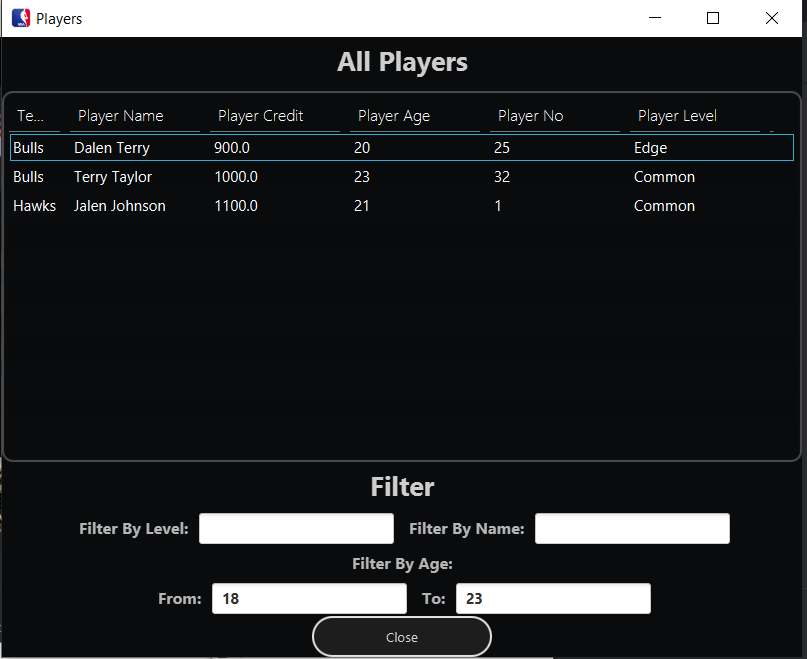 Players
All Players
Te... Player Name Player Credit Player Age Player No Player Level
Bulls Dalen Terry 900.0 20 25 Edge
Bulls Terry Taylor 1000.0 23 32 Common
Hawks Jalen Johnson 1100.0 21 1 Common
Filter
Filter By Level: Filter By Name:
Filter By Age:
From: 18 To: 23
Close